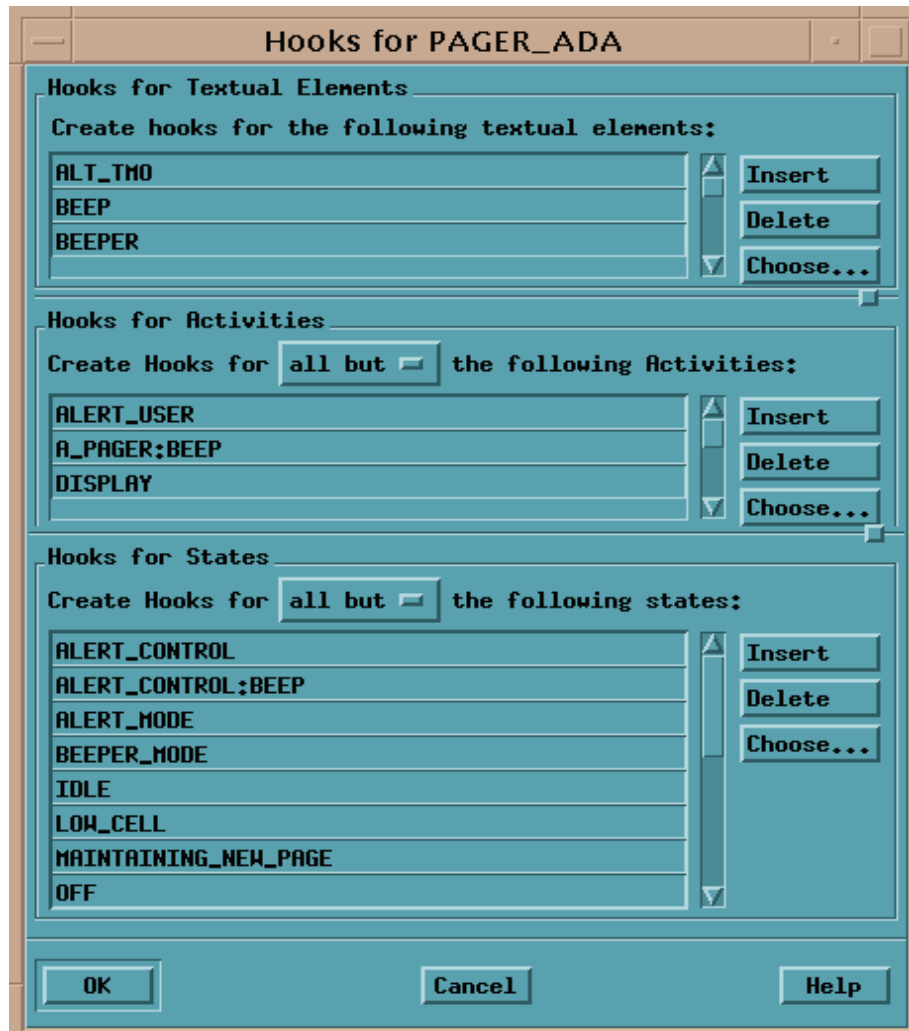 Hooks for PAGER_ADA
Hooks for Textual Elements
Create hooks for the following textual elements:
ALT_TMO
BEEP
BEEPER
Insert
Delete
Choose...
Hooks for Activities
Create Hooks for all but the following Activities:
ALERT_USER
A_PAGER:BEEP
DISPLAY
Insert
Delete
Choose...
Hooks for States
Create Hooks for all but the following states:
ALERT_CONTROL
ALERT_CONTROL:BEEP
ALERT_MODE
BEEPER_MODE
IDLE
LOW_CELL
MAINTAINING_NEW_PAGE
OFF
Insert
Delete
Choose...
OK Cancel Help